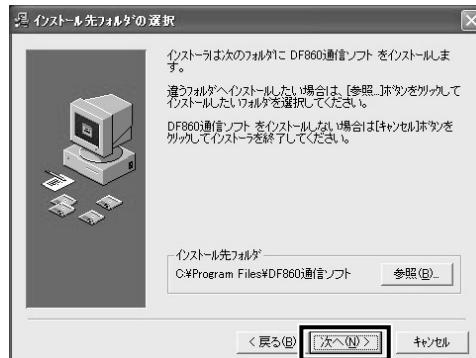 インストール先フォルダの選択
インストーラは次のフォルダに DF860通信ソフト をインストールしま
す。
違うフォルダへインストールしたい場合は、[参照...]ボタンをクリックして
インストールしたいフォルダを選択してください。
DF860通信ソフト をインストールしない場合は[キャンセル]ボタンを
クリックしてインストーラを終了してください。
インストール先フォルダ
C:¥Program Files¥DF860通信ソフト
参照(B)...
< 戻る(B)
次へ(N) >
キャンセル